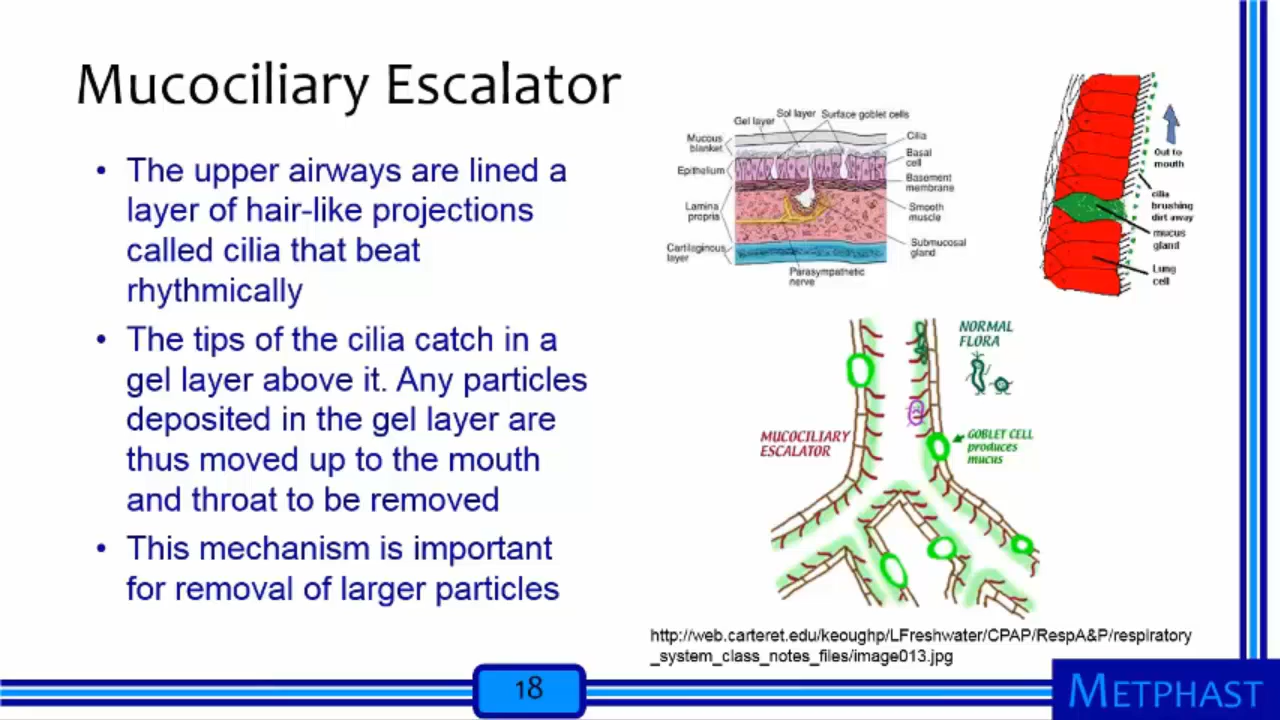 Mucociliary Escalator
• The upper airways are lined a
layer of hair-like projections
called cilia that beat
rhythmically
• The tips of the cilia catch in a
gel layer above it. Any particles
deposited in the gel layer are
thus moved up to the mouth
and throat to be removed
• This mechanism is important
for removal of larger particles
Gel layer
Sol layer
Surface goblet cells
Mucous
blanket
Epithelium
Lamina
propria
Cartilaginous
layer
Cilia
Basal
cell
Basement
membrane
Smooth
muscle
Submucosal
gland
Parasympathetic
nerve
Out to
mouth
cilia
brushing
dirt away
mucus
gland
Lung
cell
NORMAL
FLORA
MUCOCILIARY
ESCALATOR
GOBLET CELL
produces
mucus
http://web.carteret.edu/keoughp/LFreshwater/CPAP/RespA&P/respiratory
_system_class_notes_files/image013.jpg
18
METPHAST